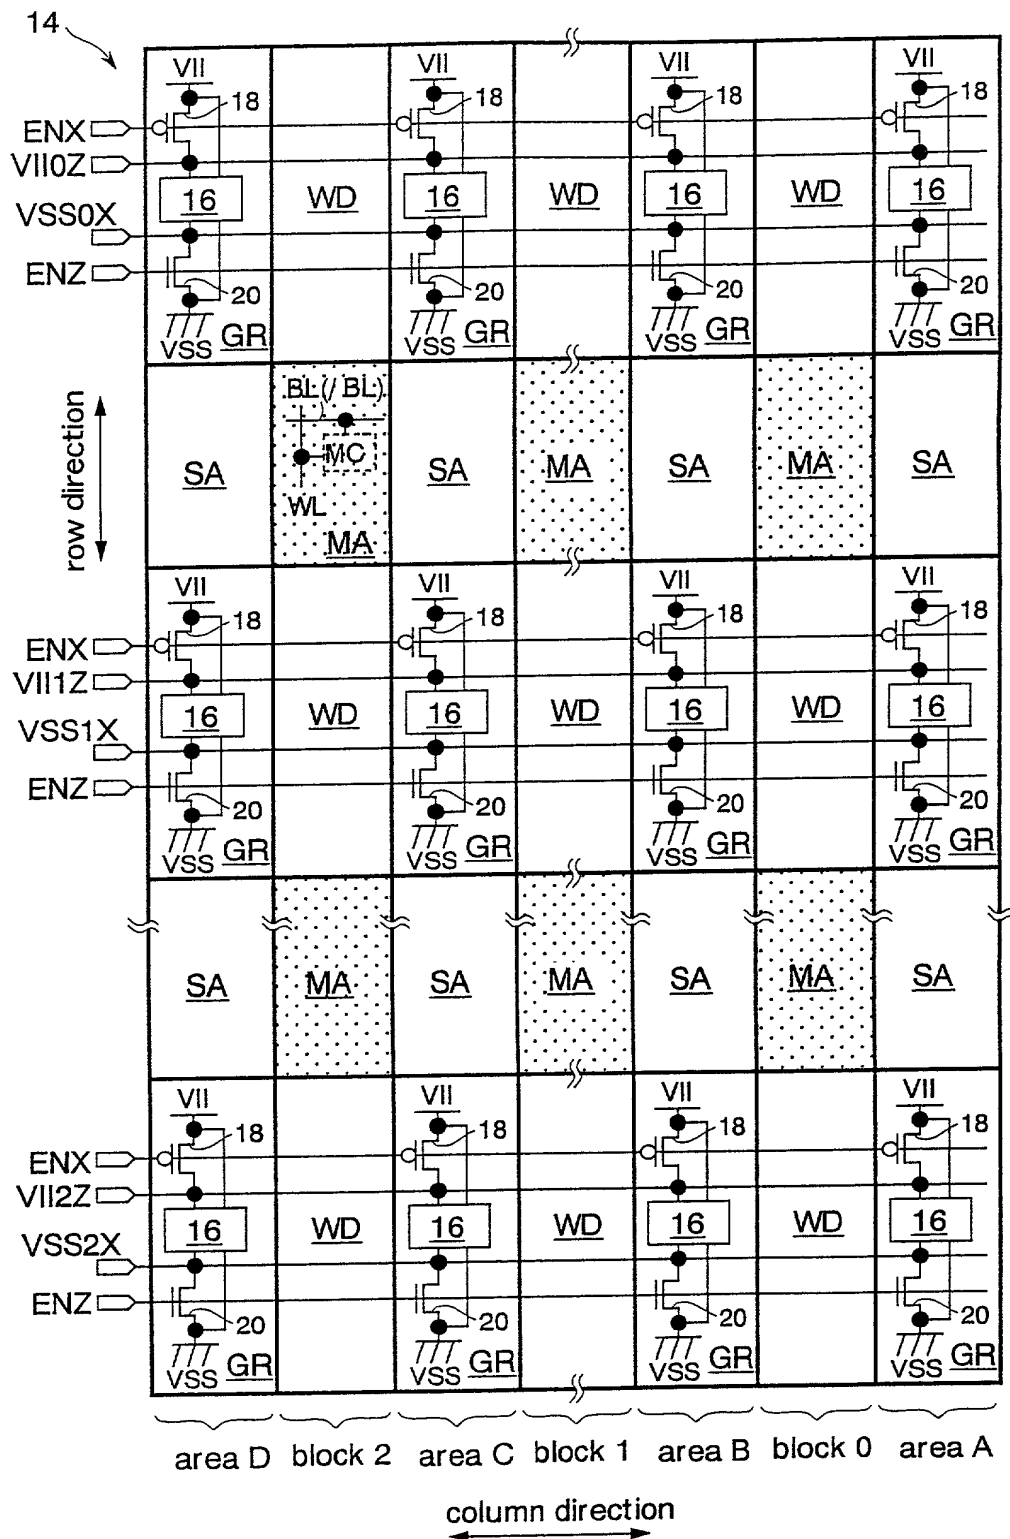 14
VII VII VII VII
18 18 18 18
ENX
VII0Z
16 WD 16 WD 16 WD 16
VSS0X
ENZ
20 20 20 20
VSS GR VSS GR VSS GR VSS GR
row direction
BL(/ BL)
MC
SA SA MA SA MA SA
WL
MA
VII VII VII VII
18 18 18 18
ENX
VII1Z
16 WD 16 WD 16 WD 16
VSS1X
ENZ
20 20 20 20
VSS GR VSS GR VSS GR VSS GR
SA MA SA MA SA MA SA
VII VII VII VII
18 18 18 18
ENX
VII2Z
16 WD 16 WD 16 WD 16
VSS2X
ENZ
20 20 20 20
VSS GR VSS GR VSS GR VSS GR
area D block 2 area C block 1 area B block 0 area A
column direction